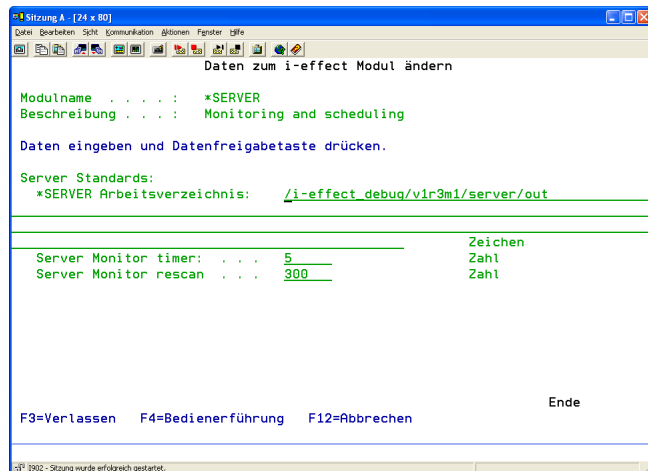 Sitzung A - [24 x 80]
Datei Bearbeiten Sicht Kommunikation Aktionen Fenster Hilfe
Daten zum i-effect Modul ändern
Modulname . . . . : *SERVER
Beschreibung . . . : Monitoring and scheduling
Daten eingeben und Datenfreigabetaste drücken.
Server Standards:
*SERVER Arbeitsverzeichnis: /i-effect_debug/v1r3m1/server/out
Zeichen
Server Monitor timer: . . . 5 Zahl
Server Monitor rescan . . . 300 Zahl
Ende
F3=Verlassen F4=Bedienerführung F12=Abbrechen
I902 - Sitzung wurde erfolgreich gestartet.